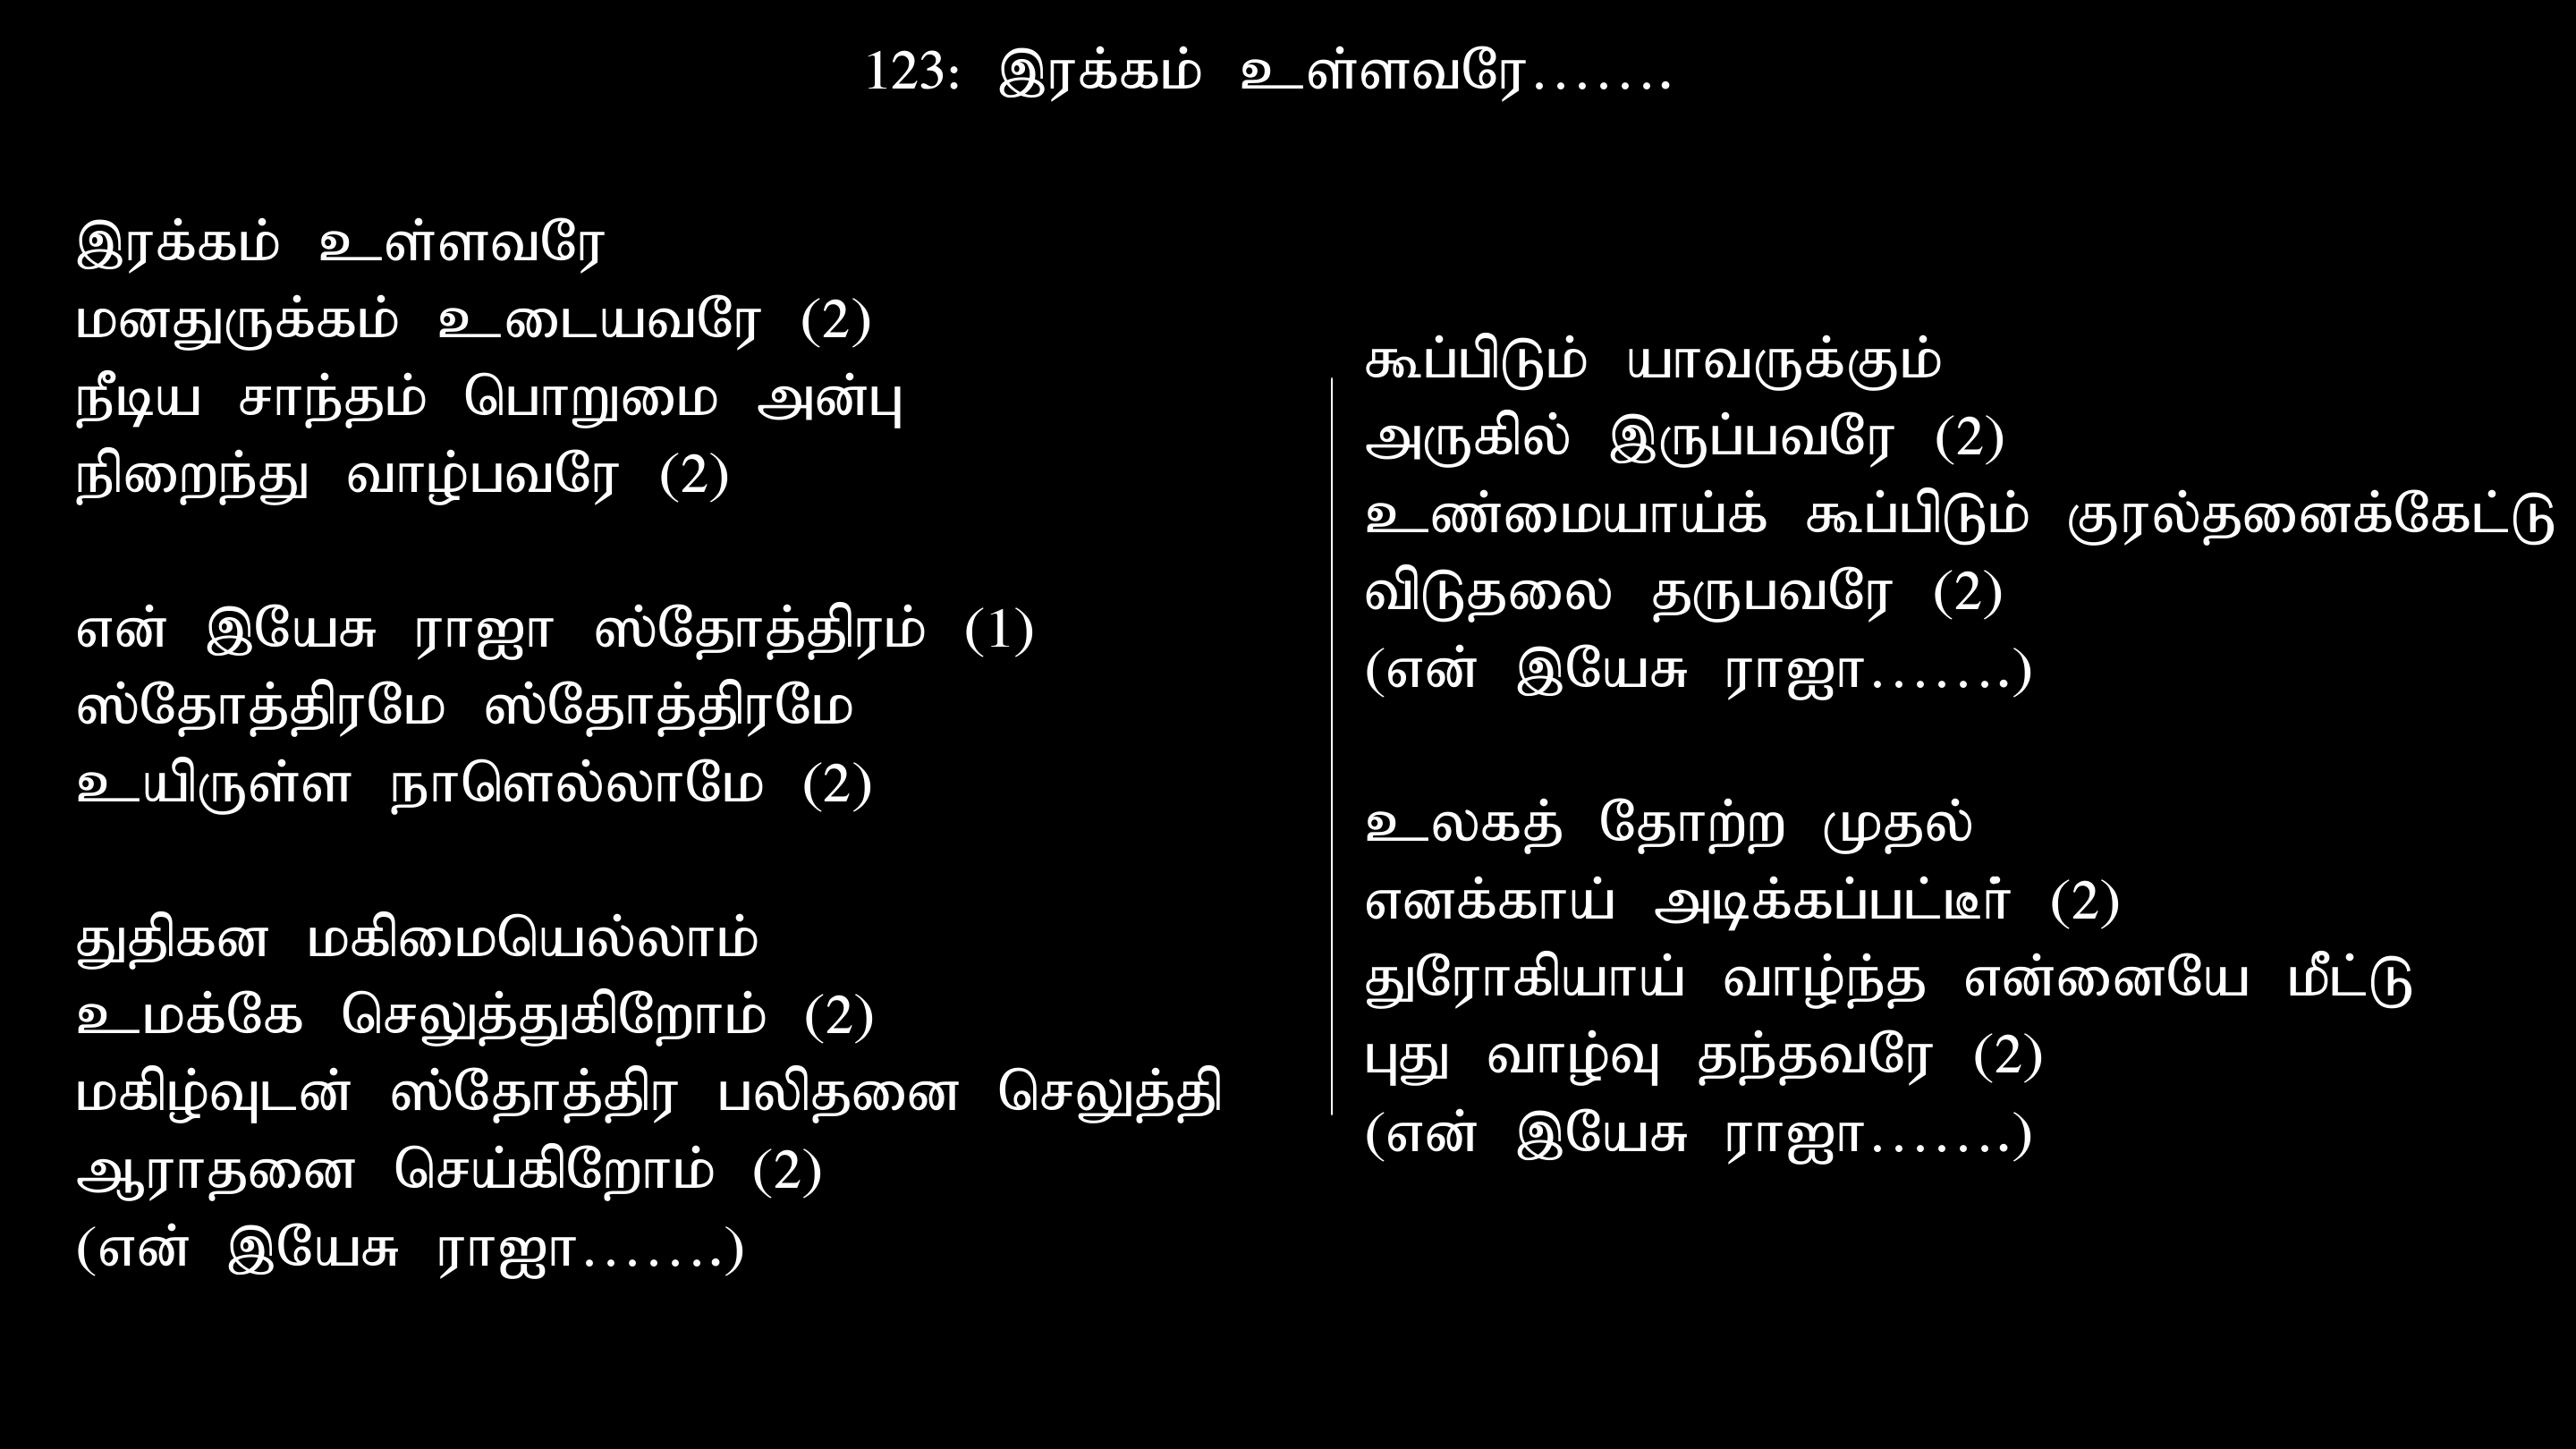 123: இரக்கம் உள்ளவரே.......
இரக்கம் உள்ளவரே
மனதுருக்கம் உடையவரே (2)
நீடிய சாந்தம் பொறுமை அன்பு
நிறைந்து வாழ்பவரே (2)
என் இயேசு ராஜா ஸ்தோத்திரம் (1)
ஸ்தோத்திரமே ஸ்தோத்திரமே
உயிருள்ள நாளெல்லாமே (2)
துதிகன மகிமையெல்லாம்
உமக்கே செலுத்துகிறோம் (2)
மகிழ்வுடன் ஸ்தோத்திர பலிதனை செலுத்தி
ஆராதனை செய்கிறோம் (2)
(என் இயேசு ராஜா.......)
கூப்பிடும் யாவருக்கும்
அருகில் இருப்பவரே (2)
உண்மையாய்க் கூப்பிடும் குரல்தனைக்கேட்டு
விடுதலை தருபவரே (2)
(என் இயேசு ராஜா.......)
உலகத் தோற்ற முதல்
எனக்காய் அடிக்கப்பட்டீர் (2)
துரோகியாய் வாழ்ந்த என்னையே மீட்டு
புது வாழ்வு தந்தவரே (2)
(என் இயேசு ராஜா.......)